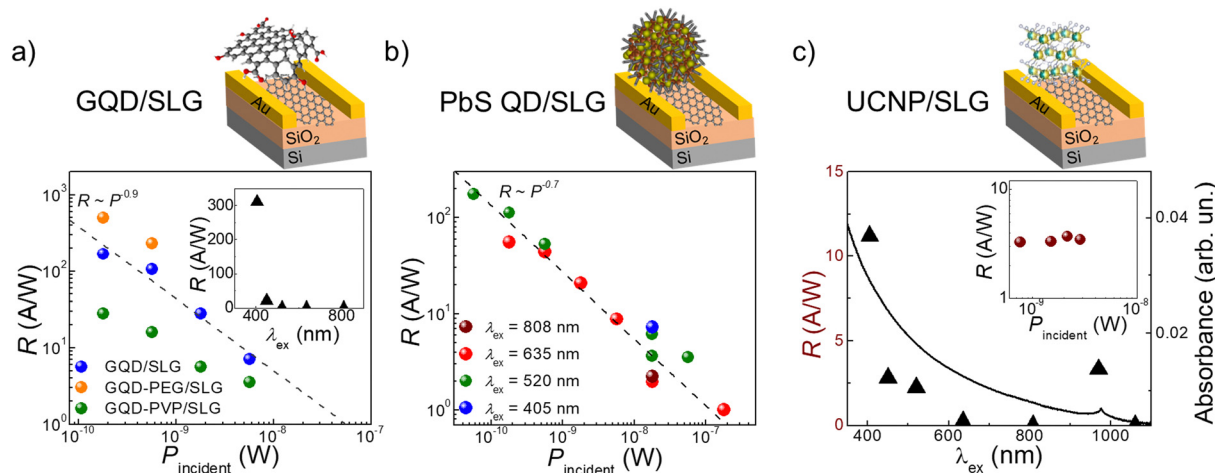 a)
GQD/SLG
Au
SiO2
Si
R ~ P^-0.9
10^3
10^2
10^1
10^0
R (A/W)
300
200
100
0
R (A/W)
400 600 800
λex (nm)
GQD/SLG
GQD-PEG/SLG
GQD-PVP/SLG
10^-10 10^-9 10^-8 10^-7
Pincident (W)
b)
PbS QD/SLG
Au
SiO2
Si
R ~ P^-0.7
10^2
10^1
10^0
R (A/W)
λex = 808 nm
λex = 635 nm
λex = 520 nm
λex = 405 nm
10^-10 10^-9 10^-8 10^-7
Pincident (W)
c)
UCNP/SLG
Au
SiO2
Si
15
10
5
0
R (A/W)
10
1
R (A/W)
10^-9 10^-8
Pincident (W)
0.04
0.02
0.00
Absorbance (arb. un.)
400 600 800 1000
λex (nm)